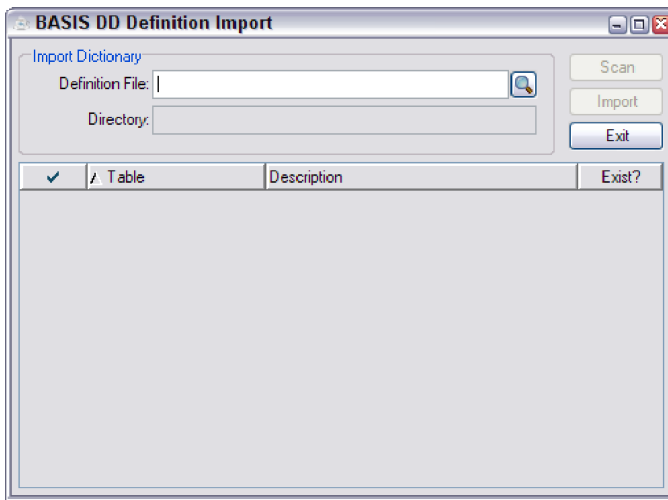 BASIS DD Definition Import
Import Dictionary
Definition File:
Directory:
Scan
Import
Exit
Table Description Exist?